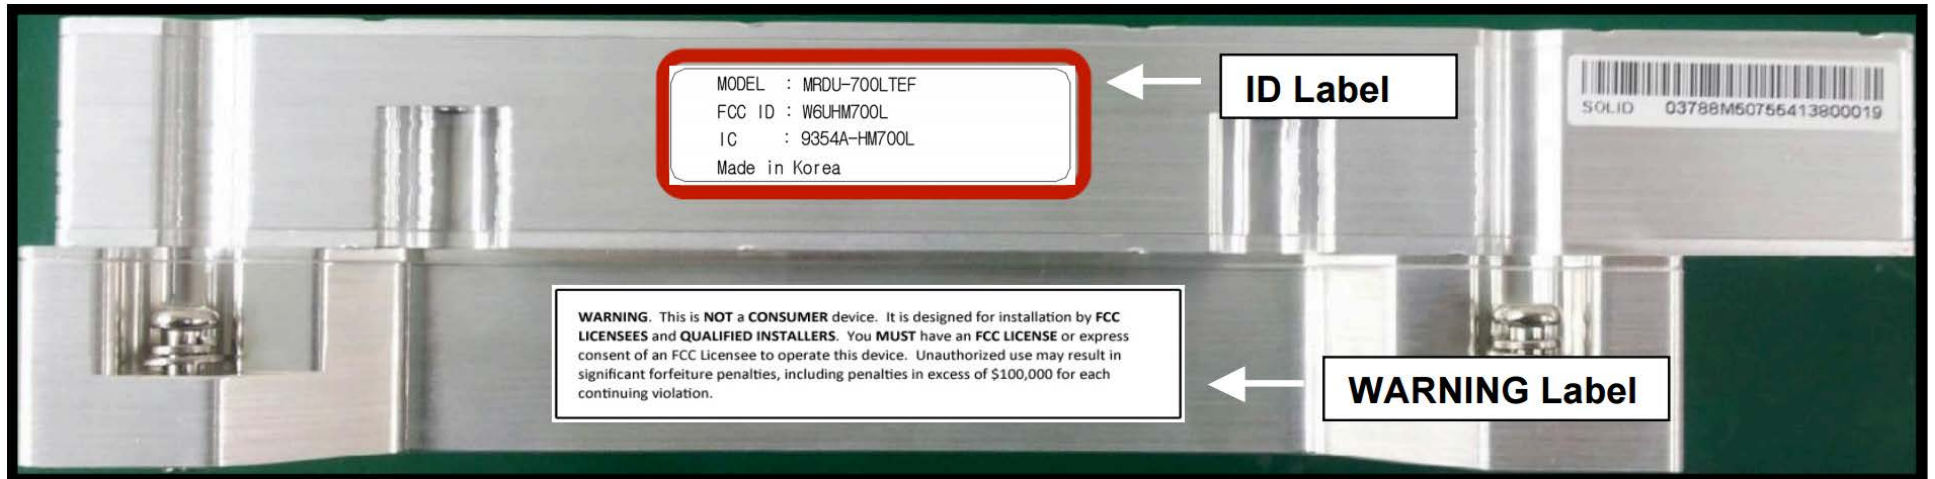 MODEL : MRDU-700LTEF
FCC ID : W6UHM700L
IC : 9354A-HM700L
Made in Korea
ID Label
SOLID 03788M50755413800019
WARNING. This is NOT a CONSUMER device. It is designed for installation by FCC
LICENSEES and QUALIFIED INSTALLERS. You MUST have an FCC LICENSE or express
consent of an FCC Licensee to operate this device. Unauthorized use may result in
significant forfeiture penalties, including penalties in excess of $100,000 for each
continuing violation.
WARNING Label